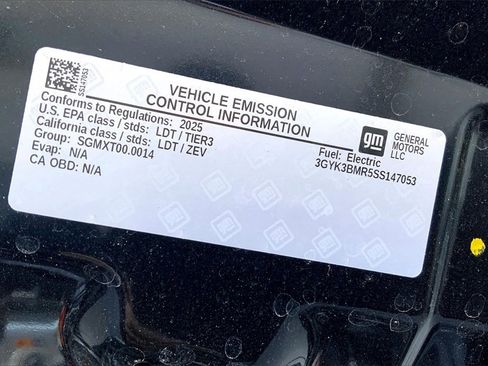 SS147053
VEHICLE EMISSION
CONTROL INFORMATION
Conforms to Regulations: 2025
U.S. EPA class / stds: LDT / TIER3
California class / stds: LDT / ZEV
Group: SGMXT00.0014
Evap: N/A
CA OBD: N/A
gm
GENERAL
MOTORS
LLC
Fuel: Electric
3GYK3BMR5SS147053